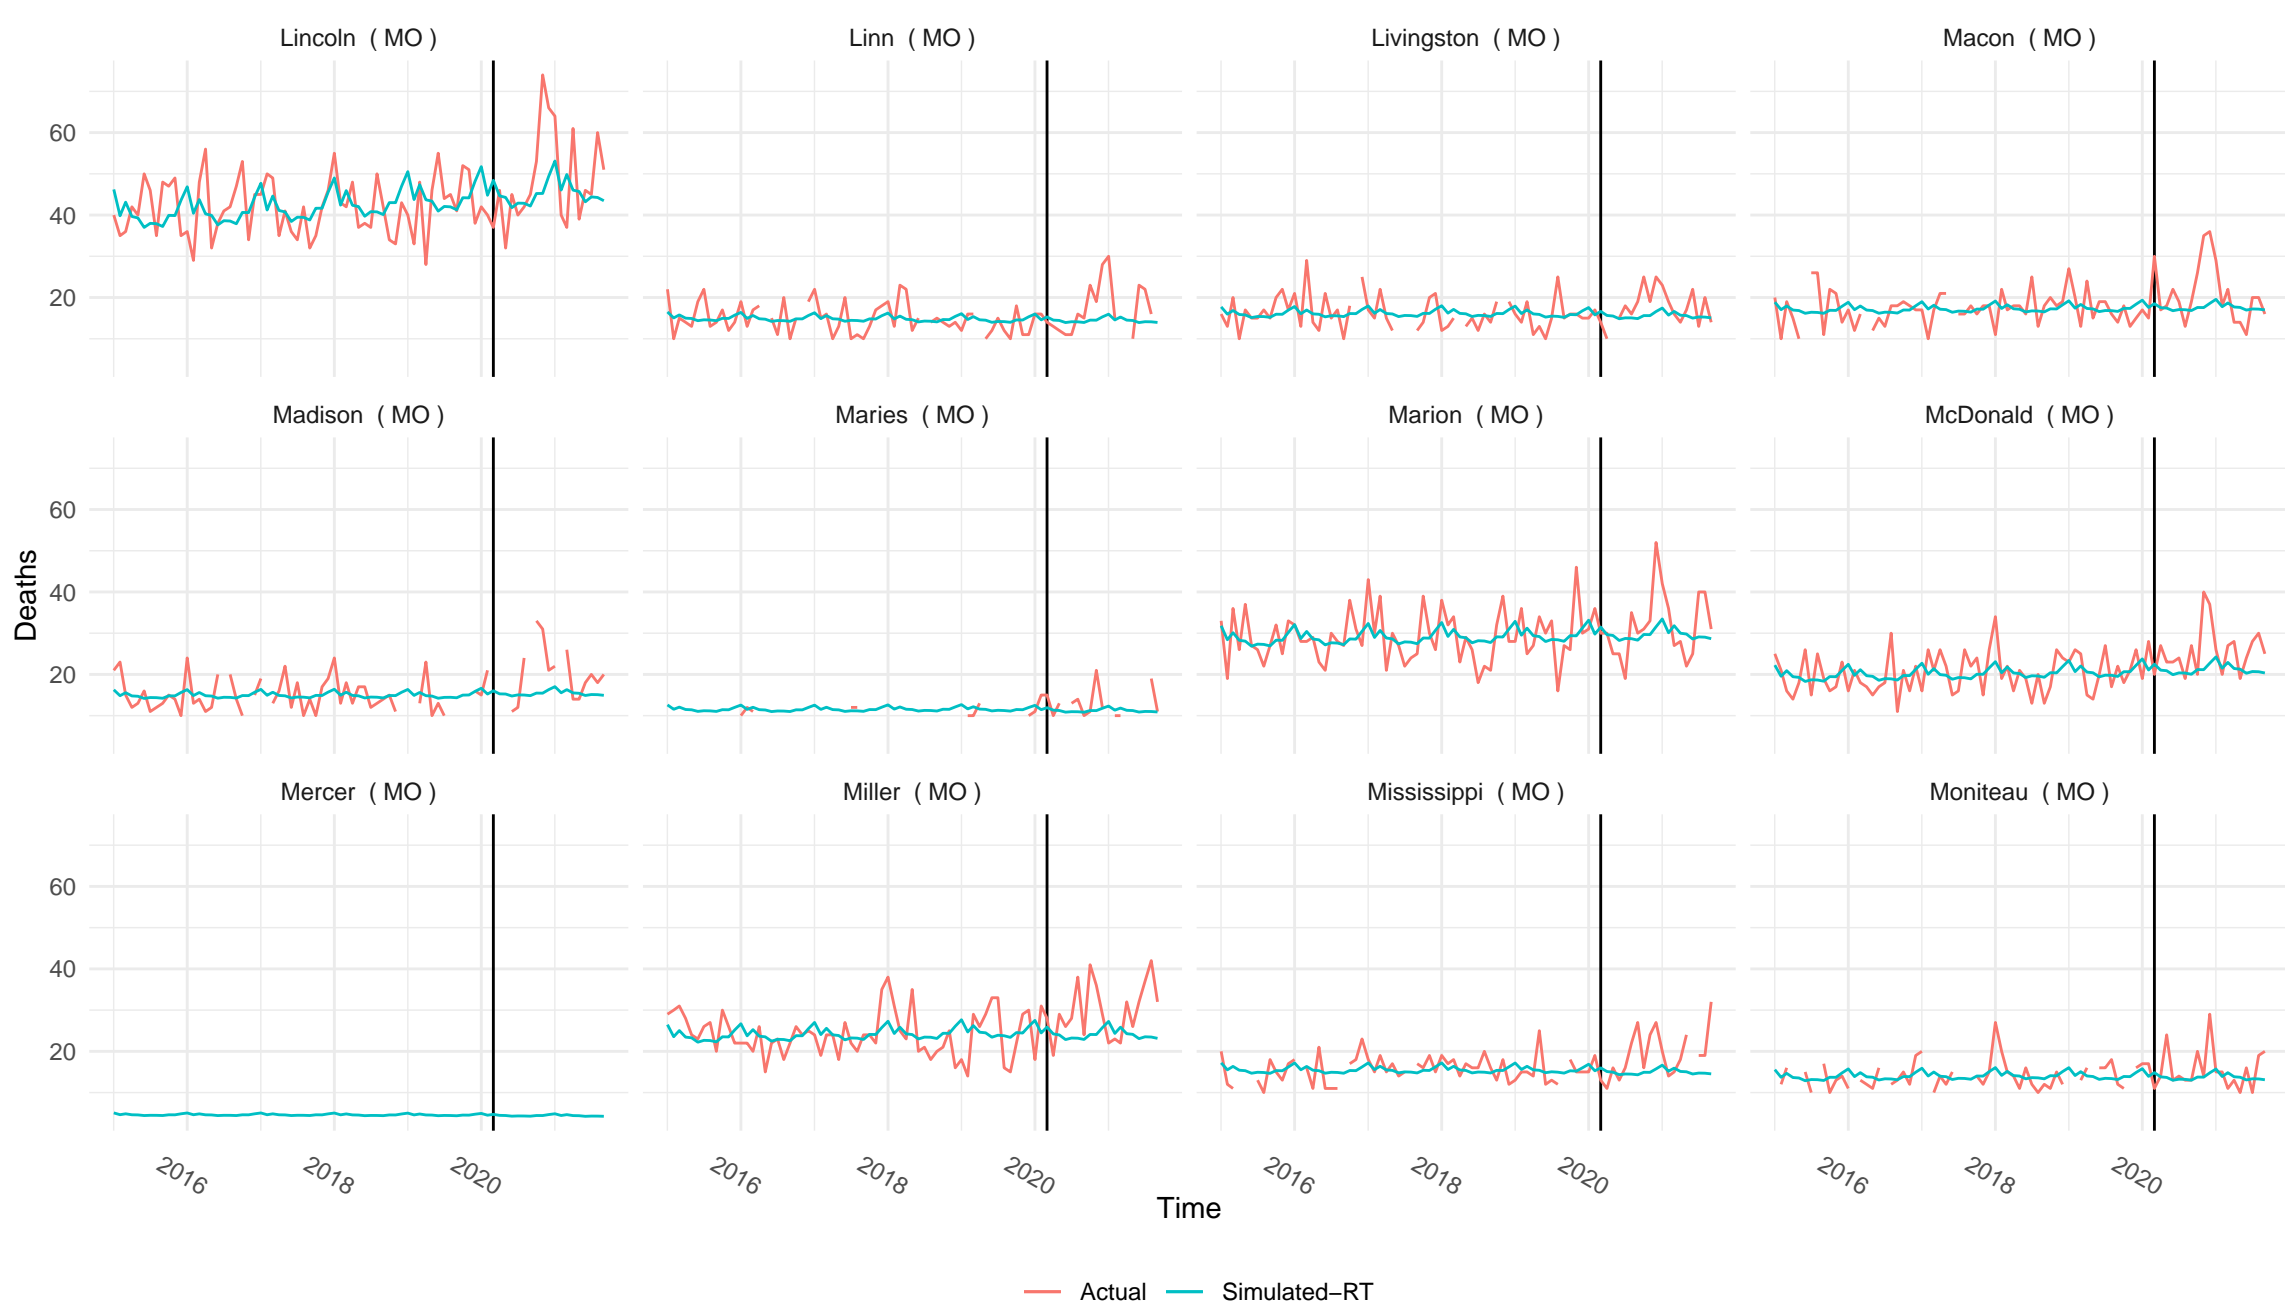 Lincoln ( MO )
Linn ( MO )
Livingston ( MO )
Macon ( MO )
60
40
20
Madison ( MO )
Maries ( MO )
Marion ( MO )
McDonald ( MO )
60
40
20
Deaths
Mercer ( MO )
Miller ( MO )
Mississippi ( MO )
Moniteau ( MO )
60
40
20
2016 2018 2020 2016 2018 2020 2016 2018 2020 2016 2018 2020
Time
Actual Simulated−RT